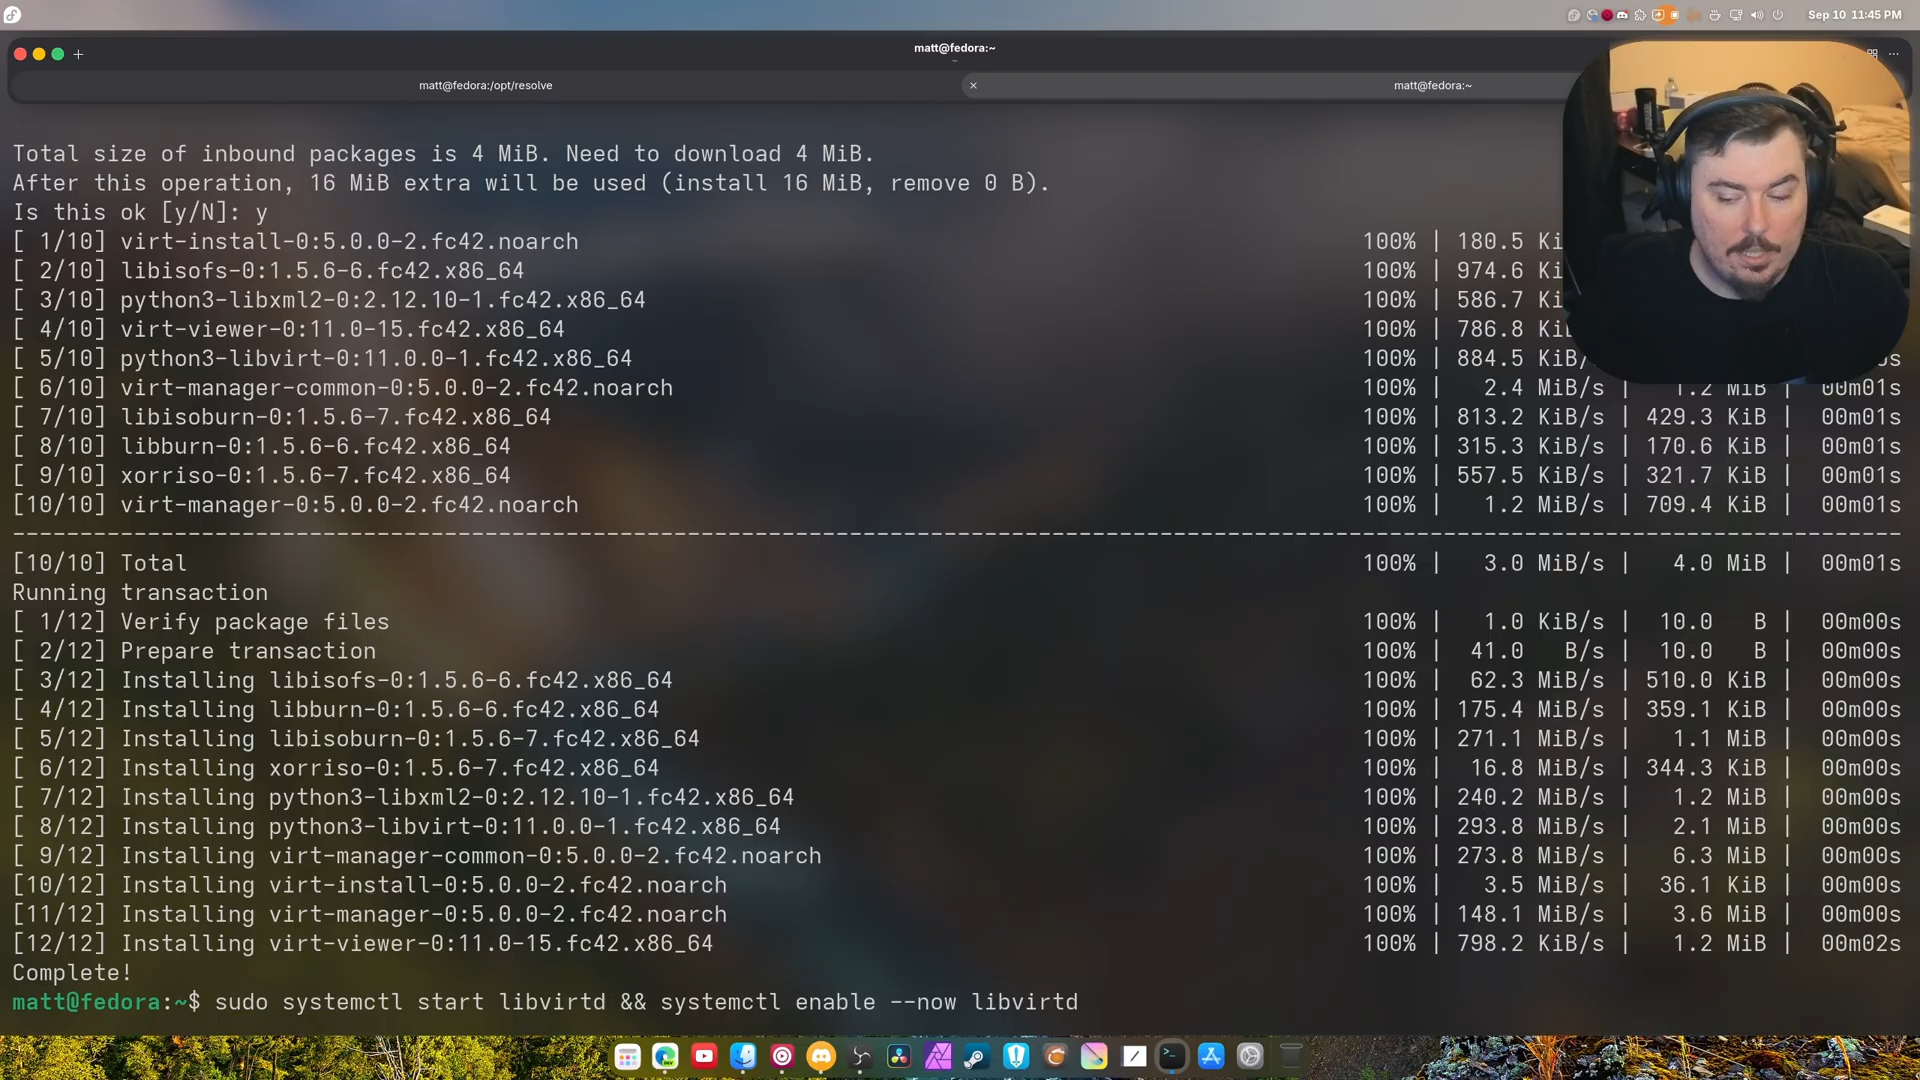 Sep 10 11:45 PM
matt@fedora:~
matt@fedora:/opt/resolve
matt@fedora:~
Total size of inbound packages is 4 MiB. Need to download 4 MiB.
After this operation, 16 MiB extra will be used (install 16 MiB, remove 0 B).
Is this ok [y/N]: y
[ 1/10] virt-install-0:5.0.0-2.fc42.noarch 100% | 180.5 Ki
[ 2/10] libisofs-0:1.5.6-6.fc42.x86_64 100% | 974.6 Ki
[ 3/10] python3-libxml2-0:2.12.10-1.fc42.x86_64 100% | 586.7 Ki
[ 4/10] virt-viewer-0:11.0-15.fc42.x86_64 100% | 786.8 Ki
[ 5/10] python3-libvirt-0:11.0.0-1.fc42.x86_64 100% | 884.5 KiB/ s
[ 6/10] virt-manager-common-0:5.0.0-2.fc42.noarch 100% | 2.4 MiB/s | 1.2 MiB | 00m01s
[ 7/10] libisoburn-0:1.5.6-7.fc42.x86_64 100% | 813.2 KiB/s | 429.3 KiB | 00m01s
[ 8/10] libburn-0:1.5.6-6.fc42.x86_64 100% | 315.3 KiB/s | 170.6 KiB | 00m01s
[ 9/10] xorriso-0:1.5.6-7.fc42.x86_64 100% | 557.5 KiB/s | 321.7 KiB | 00m01s
[10/10] virt-manager-0:5.0.0-2.fc42.noarch 100% | 1.2 MiB/s | 709.4 KiB | 00m01s
--------------------------------------------------------------------------------------------------------------------------------------------
[10/10] Total 100% | 3.0 MiB/s | 4.0 MiB | 00m01s
Running transaction
[ 1/12] Verify package files 100% | 1.0 KiB/s | 10.0 B | 00m00s
[ 2/12] Prepare transaction 100% | 41.0 B/s | 10.0 B | 00m00s
[ 3/12] Installing libisofs-0:1.5.6-6.fc42.x86_64 100% | 62.3 MiB/s | 510.0 KiB | 00m00s
[ 4/12] Installing libburn-0:1.5.6-6.fc42.x86_64 100% | 175.4 MiB/s | 359.1 KiB | 00m00s
[ 5/12] Installing libisoburn-0:1.5.6-7.fc42.x86_64 100% | 271.1 MiB/s | 1.1 MiB | 00m00s
[ 6/12] Installing xorriso-0:1.5.6-7.fc42.x86_64 100% | 16.8 MiB/s | 344.3 KiB | 00m00s
[ 7/12] Installing python3-libxml2-0:2.12.10-1.fc42.x86_64 100% | 240.2 MiB/s | 1.2 MiB | 00m00s
[ 8/12] Installing python3-libvirt-0:11.0.0-1.fc42.x86_64 100% | 293.8 MiB/s | 2.1 MiB | 00m00s
[ 9/12] Installing virt-manager-common-0:5.0.0-2.fc42.noarch 100% | 273.8 MiB/s | 6.3 MiB | 00m00s
[10/12] Installing virt-install-0:5.0.0-2.fc42.noarch 100% | 3.5 MiB/s | 36.1 KiB | 00m00s
[11/12] Installing virt-manager-0:5.0.0-2.fc42.noarch 100% | 148.1 MiB/s | 3.6 MiB | 00m00s
[12/12] Installing virt-viewer-0:11.0-15.fc42.x86_64 100% | 798.2 KiB/s | 1.2 MiB | 00m02s
Complete!
matt@fedora:~$ sudo systemctl start libvirtd && systemctl enable --now libvirtd